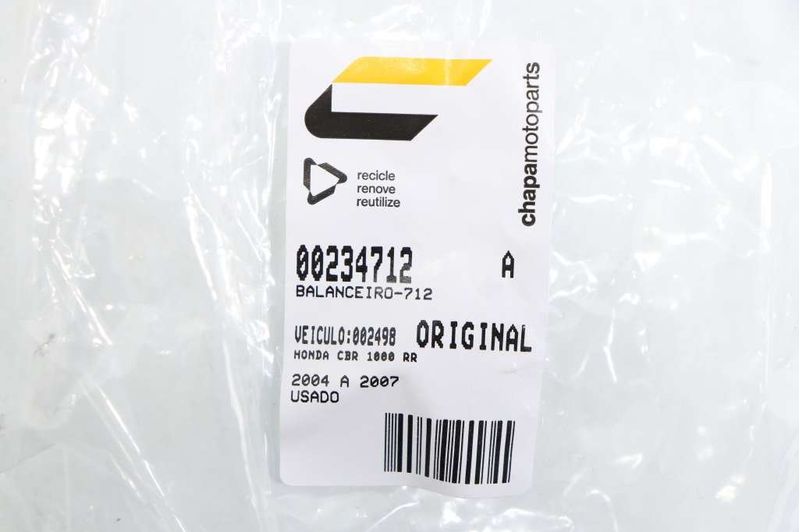 chapamotoparts
recicle
renove
reutilize
00234712 A
BALANCEIRO-712
VEICULO:002498 ORIGINAL
HONDA CBR 1000 RR
2004 A 2007
USADO